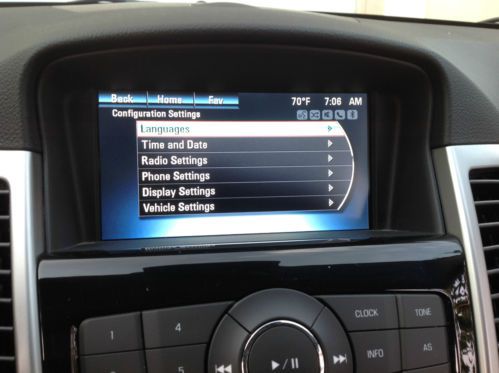 Back Home Fav 70°F 7:06 AM
Configuration Settings
Languages
Time and Date
Radio Settings
Phone Settings
Display Settings
Vehicle Settings
1 4 CLOCK TONE
5 INFO AS